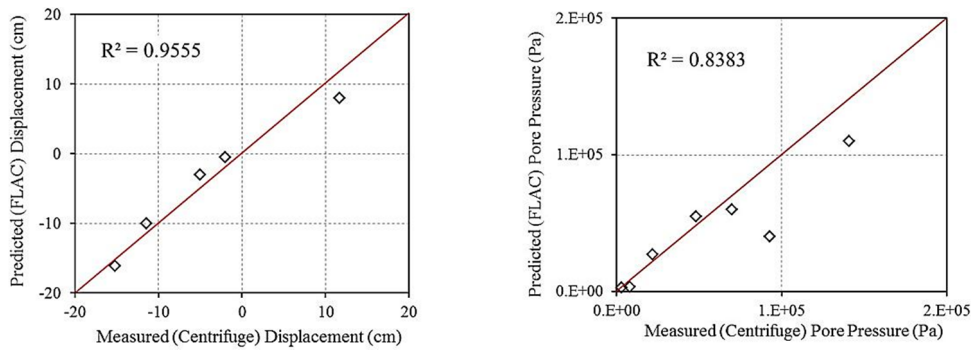 20
10
0
-10
-20
Predicted (FLAC) Displacement (cm)
R² = 0.9555
-20 -10 0 10 20
Measured (Centrifuge) Displacement (cm)
2.E+05
1.E+05
0.E+00
Predicted (FLAC) Pore Pressure (Pa)
R² = 0.8383
0.E+00 1.E+05 2.E+05
Measured (Centrifuge) Pore Pressure (Pa)